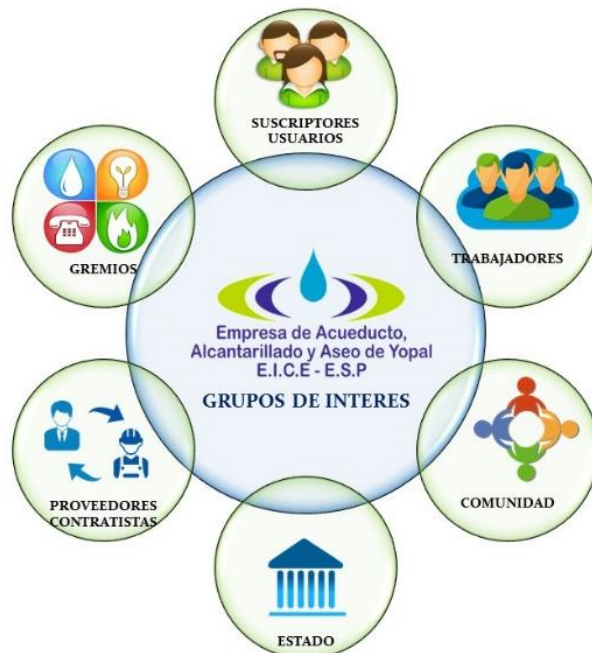 SUSCRIPTORES
USUARIOS
TRABAJADORES
COMUNIDAD
ESTADO
PROVEEDORES
CONTRATISTAS
GREMIOS
Empresa de Acueducto,
Alcantarillado y Aseo de Yopal
E.I.C.E - E.S.P
GRUPOS DE INTERES